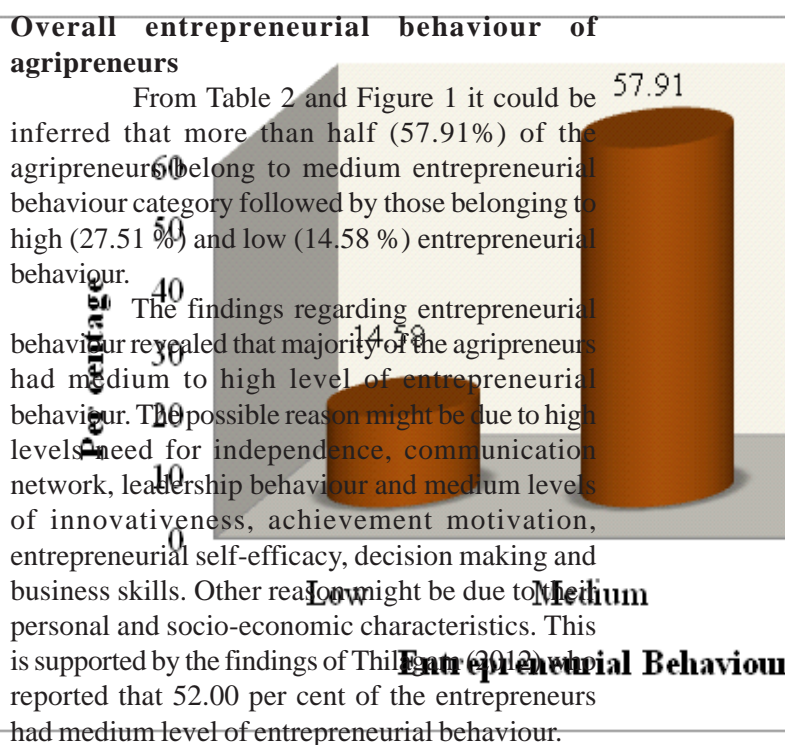 Overall entrepreneurial behaviour of
agripreneurs
From Table 2 and Figure 1 it could be
inferred that more than half (57.91%) of the
agripreneurs belong to medium entrepreneurial
behaviour category followed by those belonging to
high (27.51 %) and low (14.58 %) entrepreneurial
behaviour.
The findings regarding entrepreneurial
behaviour revealed that majority of the agripreneurs
had medium to high level of entrepreneurial
behaviour. The possible reason might be due to high
levels need for independence, communication
network, leadership behaviour and medium levels
of innovativeness, achievement motivation,
entrepreneurial self-efficacy, decision making and
business skills. Other reason might be due to their
personal and socio-economic characteristics. This
is supported by the findings of Thilagam (2012) who
reported that 52.00 per cent of the entrepreneurs
had medium level of entrepreneurial behaviour.
57.91
14.58
60
50
40
30
20
10
0
Per centage
Low
Medium
Entrepreneurial Behaviour